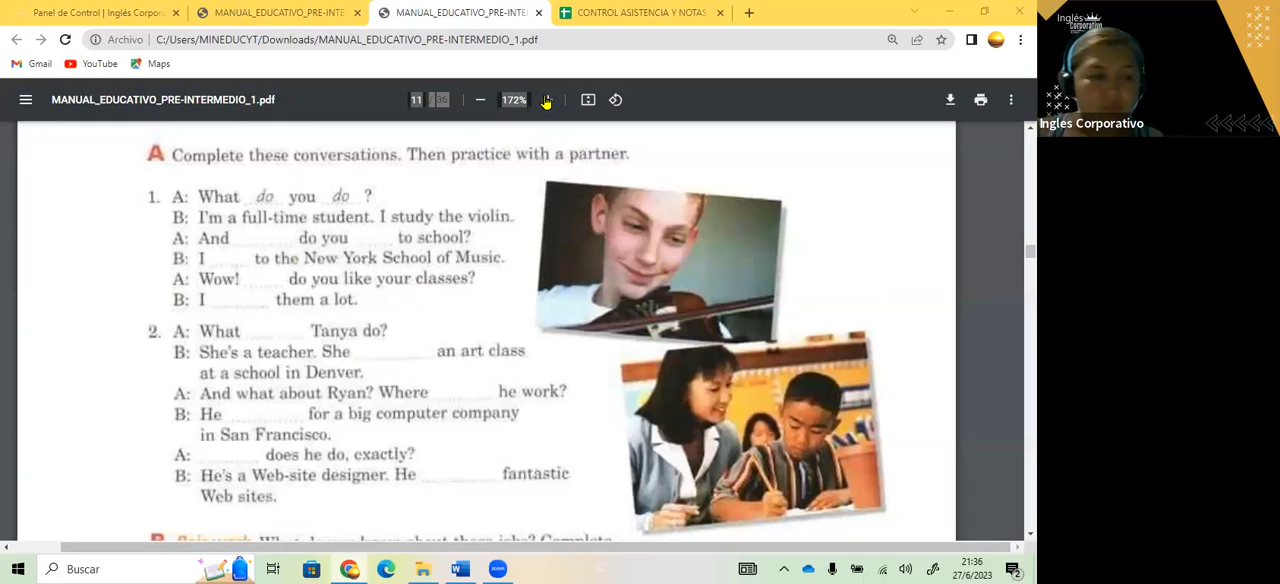 Panel de Control | Inglés Corpora
MANUAL_EDUCATIVO_PRE-INTE
MANUAL_EDUCATIVO_PRE-INTE
CONTROL ASISTENCIA Y NOTAS
Archivo
C:/Users/MINEDUCYT/Downloads/MANUAL_EDUCATIVO_PRE-INTERMEDIO_1.pdf
Gmail
YouTube
Maps
MANUAL_EDUCATIVO_PRE-INTERMEDIO_1.pdf
11 / 36
172%
Inglés Corporativo
Ingles Corporativo
A Complete these conversations. Then practice with a partner.
1. A: What do you do ?
B: I'm a full-time student. I study the violin.
A: And ........ do you ........ to school?
B: I ........ to the New York School of Music.
A: Wow! ........ do you like your classes?
B: I ........ them a lot.
2. A: What ........ Tanya do?
B: She's a teacher. She ........ an art class
at a school in Denver.
A: And what about Ryan? Where ........ he work?
B: He ........ for a big computer company
in San Francisco.
A: ........ does he do, exactly?
B: He's a Web-site designer. He ........ fantastic
Web sites.
Buscar
21:36
27/6/2023